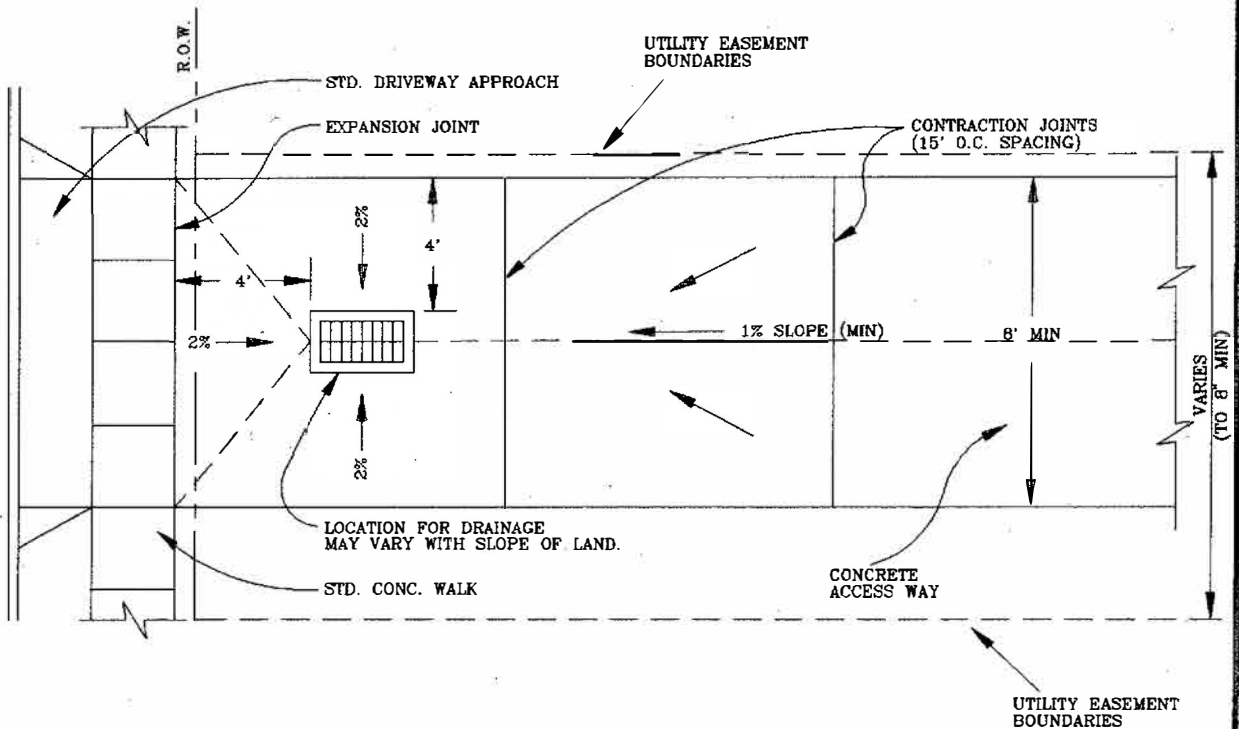 R.O.W.
UTILITY EASEMENT
BOUNDARIES
STD. DRIVEWAY APPROACH
EXPANSION JOINT
CONTRACTION JOINTS
(15' O.C. SPACING)
2%
4'
4'
2%
1% SLOPE (MIN)
8' MIN
VARIES
(TO 8" MIN)
2%
LOCATION FOR DRAINAGE
MAY VARY WITH SLOPE OF LAND.
STD. CONC. WALK
CONCRETE
ACCESS WAY
UTILITY EASEMENT
BOUNDARIES